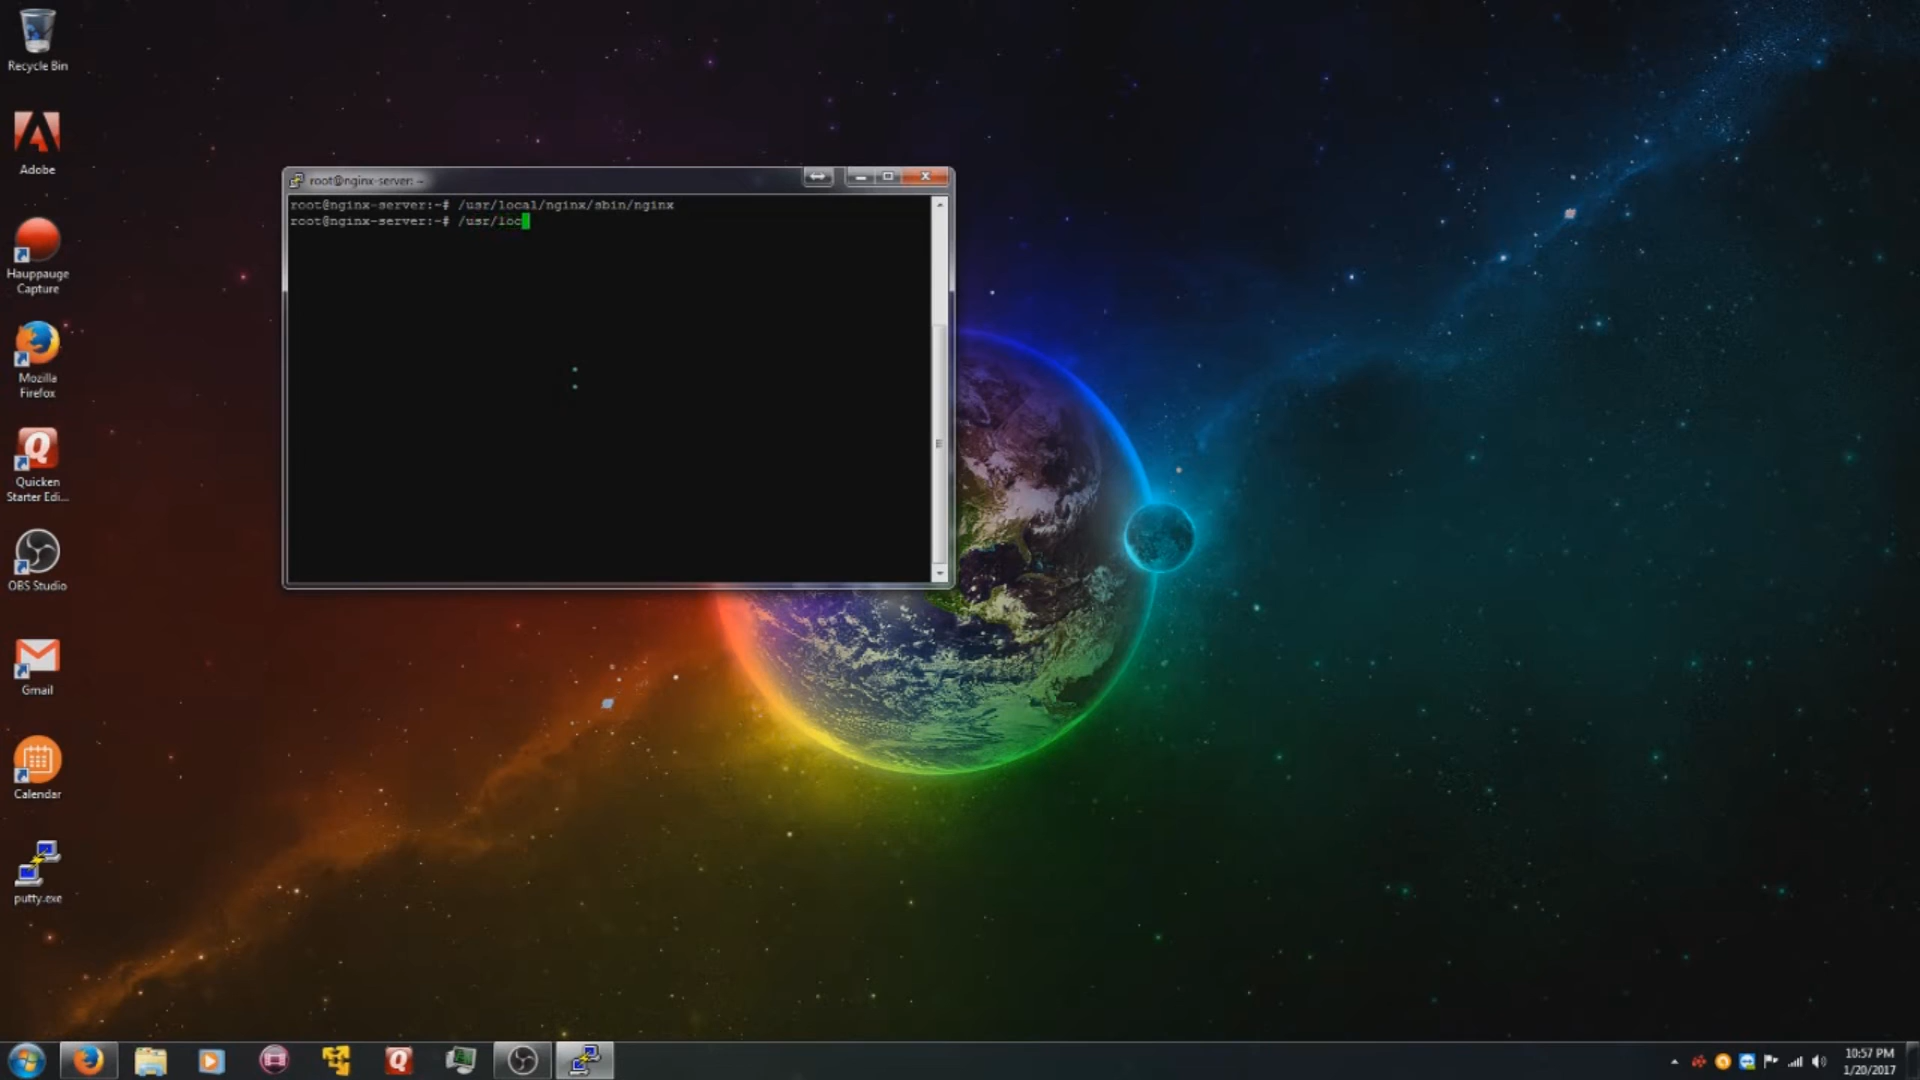 Recycle Bin
Adobe
Hauppauge
Capture
Mozilla
Firefox
Quicken
Starter Edi...
OBS Studio
Gmail
Calendar
putty.exe
root@nginx-server: ~
root@nginx-server:~# /usr/local/nginx/sbin/nginx
root@nginx-server:~# /usr/loc
10:57 PM
1/20/2017